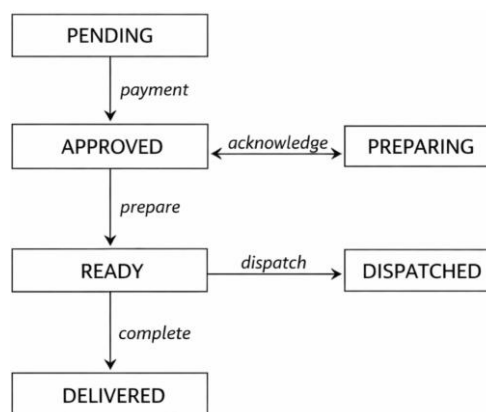 PENDING
payment
APPROVED
acknowledge
PREPARING
prepare
READY
dispatch
DISPATCHED
complete
DELIVERED